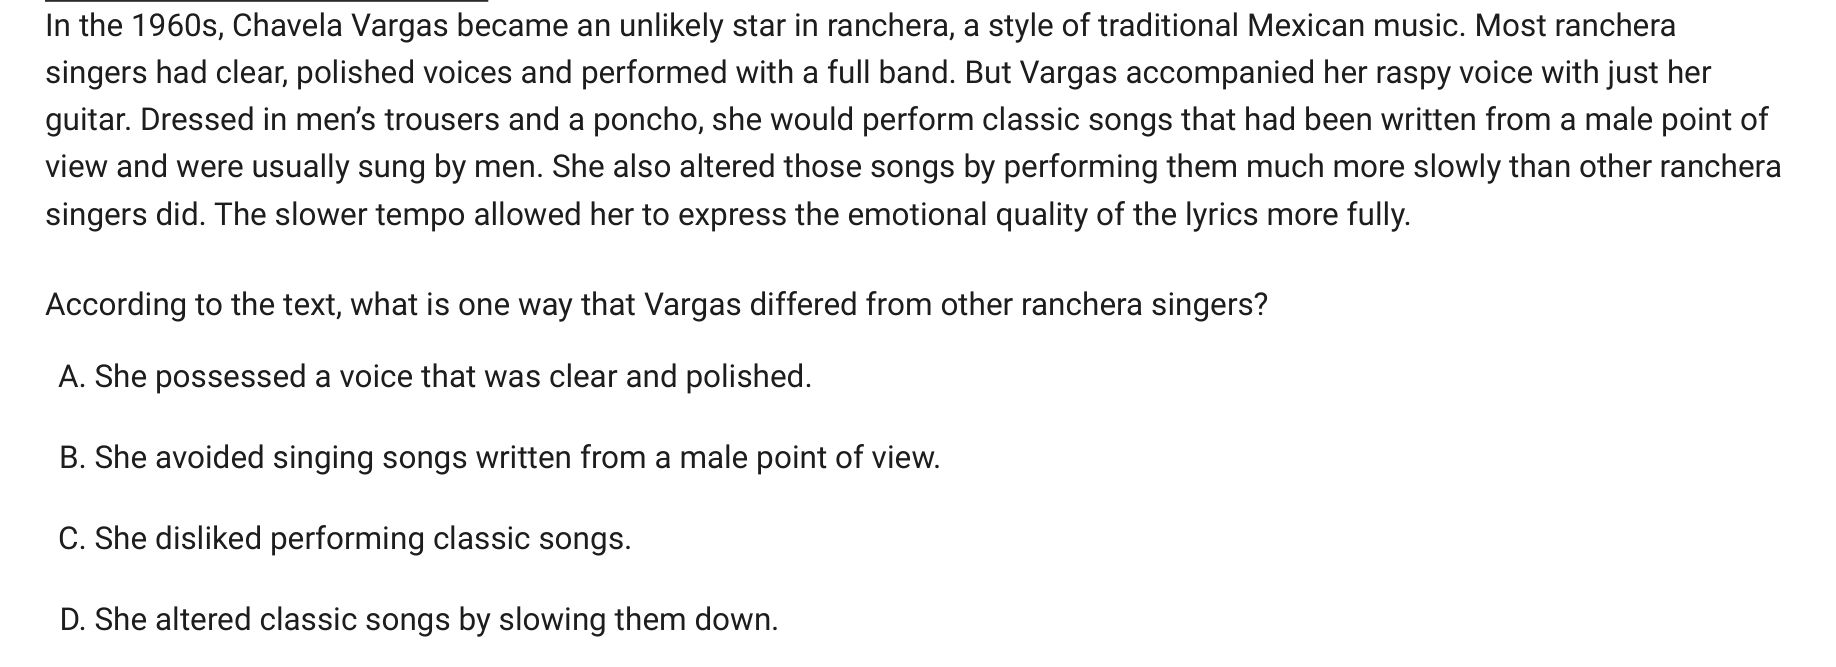 In the 1960s, Chavela Vargas became an unlikely star in ranchera, a style of traditional Mexican music. Most ranchera
singers had clear, polished voices and performed with a full band. But Vargas accompanied her raspy voice with just her
guitar. Dressed in men’s trousers and a poncho, she would perform classic songs that had been written from a male point of
view and were usually sung by men. She also altered those songs by performing them much more slowly than other ranchera
singers did. The slower tempo allowed her to express the emotional quality of the lyrics more fully.
According to the text, what is one way that Vargas differed from other ranchera singers?
A. She possessed a voice that was clear and polished.
B. She avoided singing songs written from a male point of view.
C. She disliked performing classic songs.
D. She altered classic songs by slowing them down.